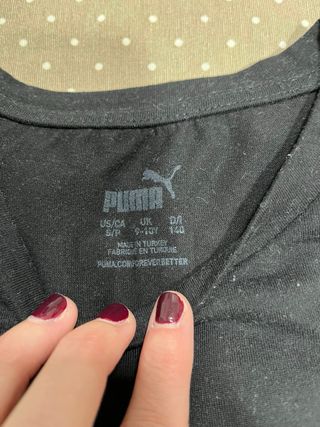 PUMA
US/CA UK D/I
S/P 9-10Y 140
MADE IN TURKEY
FABRIQUÉ EN TURQUIE
PUMA.COM/FOREVERBETTER